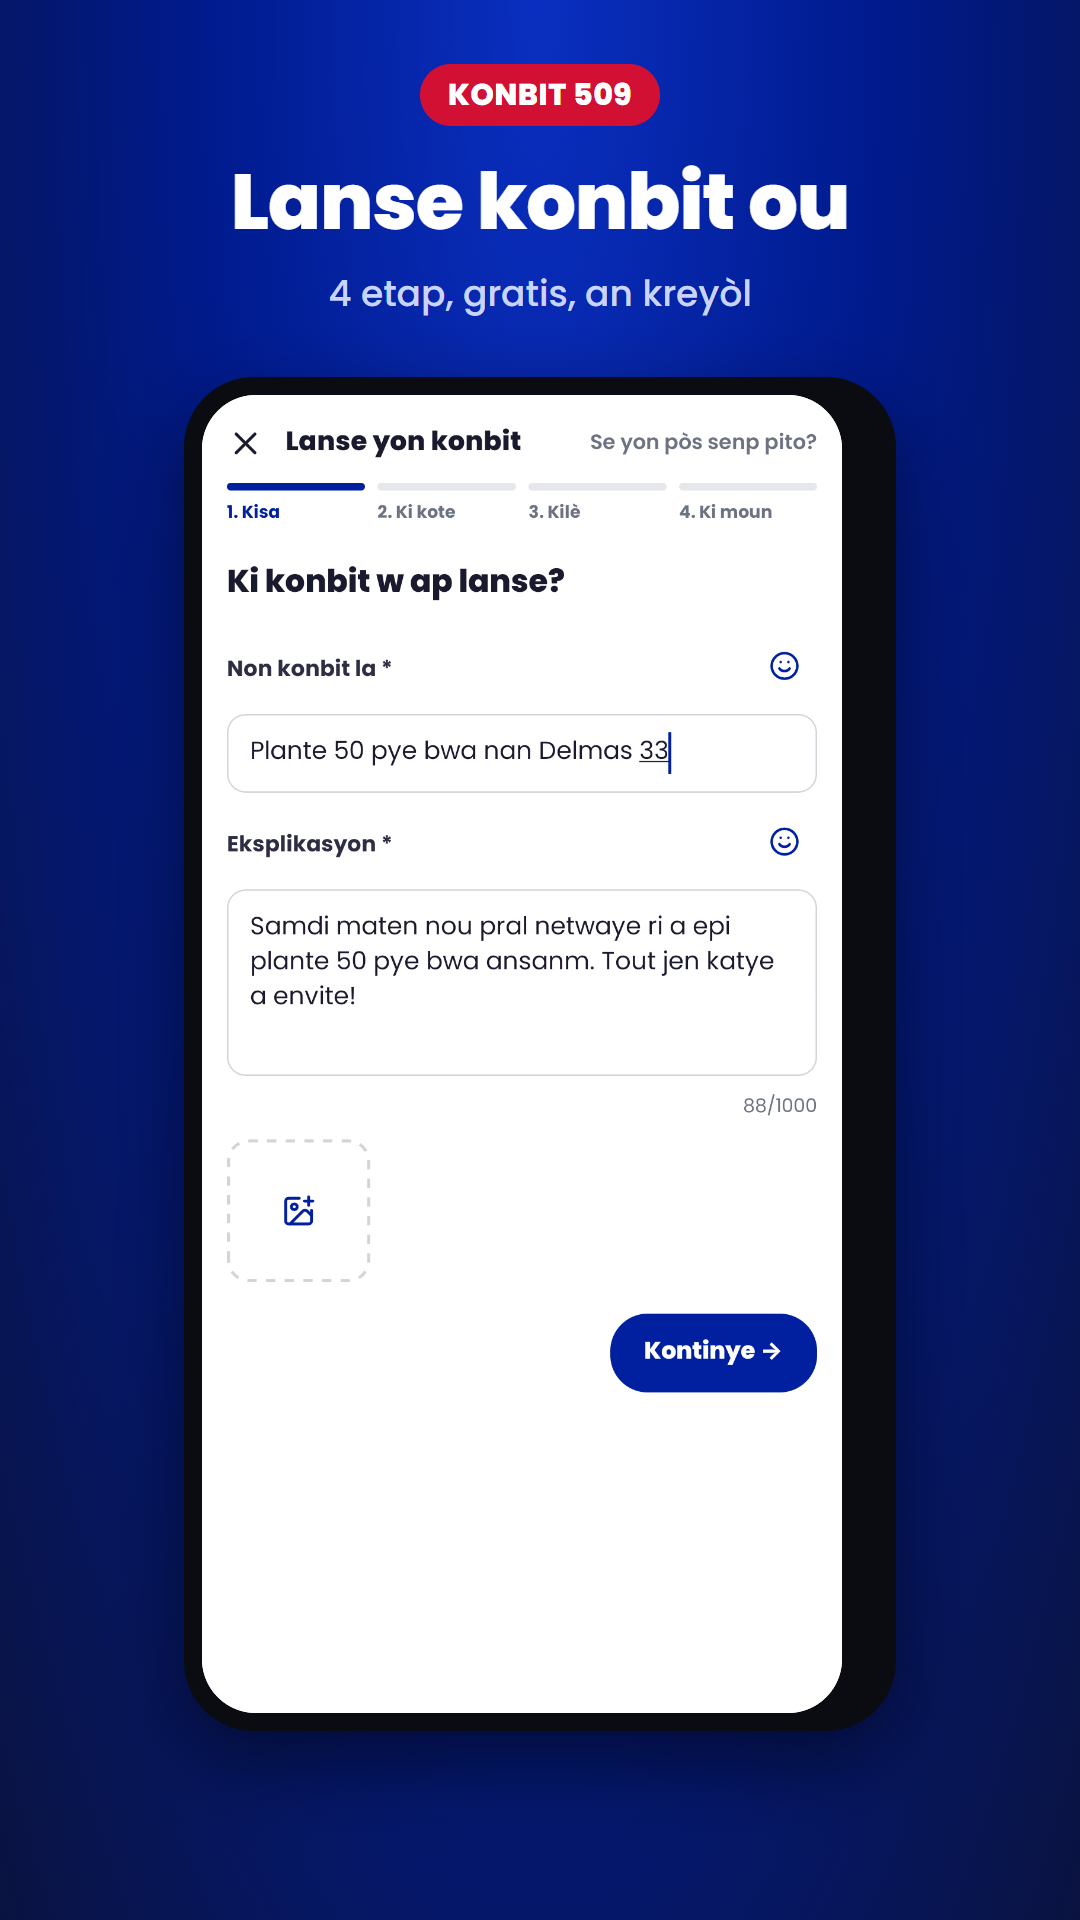 KONBIT 509
Lanse konbit ou
4 etap, gratis, an kreyòl
Lanse yon konbit
Se yon pòs senp pito?
1. Kisa
2. Ki kote
3. Kilè
4. Ki moun
Ki konbit w ap lanse?
Non konbit la *
Plante 50 pye bwa nan Delmas 33
Eksplikasyon *
Samdi maten nou pral netwaye ri a epi
plante 50 pye bwa ansanm. Tout jen katye
a envite!
88/1000
Kontinye →